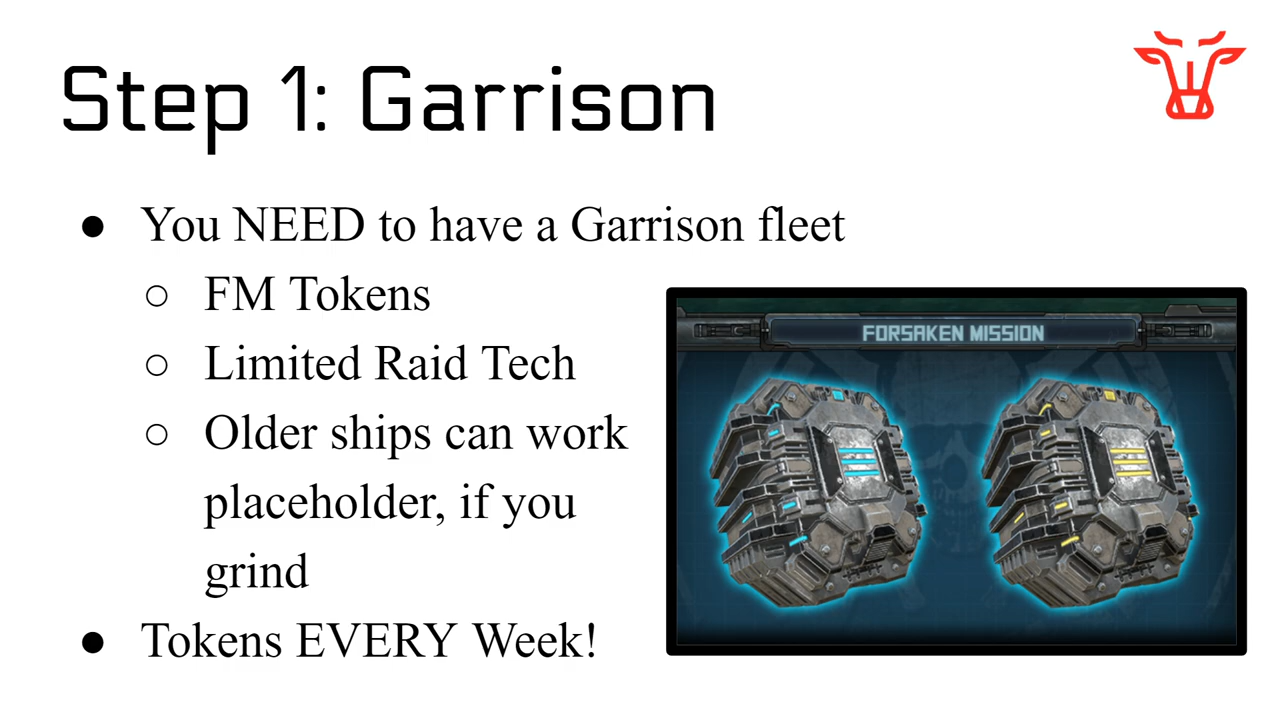 Step 1: Garrison
● You NEED to have a Garrison fleet
○ FM Tokens
○ Limited Raid Tech
○ Older ships can work
placeholder, if you
grind
● Tokens EVERY Week!
FORSAKEN MISSION